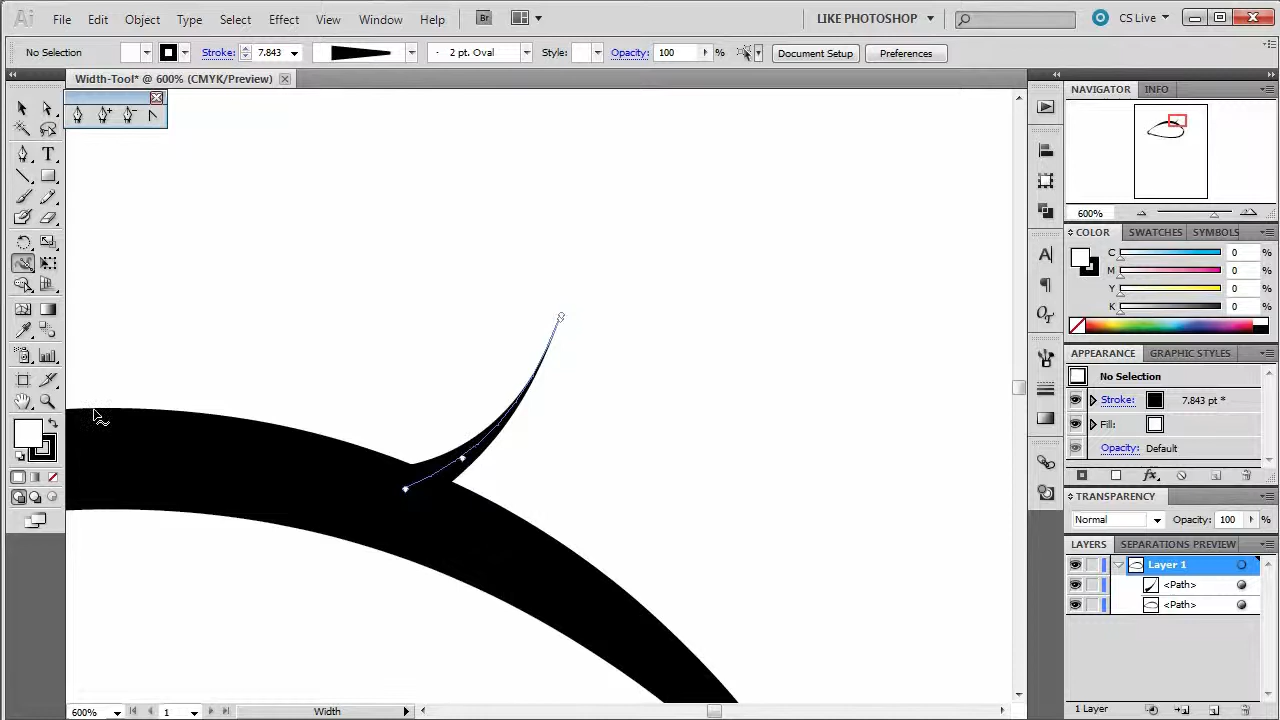 Ai File Edit Object Type Select Effect View Window Help Br LIKE PHOTOSHOP CS Live
No Selection Stroke: 7.843 2 pt. Oval Style: Opacity: 100 % Document Setup Preferences
Width-Tool* @ 600% (CMYK/Preview)
NAVIGATOR INFO
600%
COLOR SWATCHES SYMBOLS
C 0 %
M 0 %
Y 0 %
K 0 %
APPEARANCE GRAPHIC STYLES
No Selection
Stroke: 7.843 pt *
Fill:
Opacity: Default
TRANSPARENCY
Normal Opacity: 100 %
LAYERS SEPARATIONS PREVIEW
Layer 1
<Path>
<Path>
600% 1 Width 1 Layer